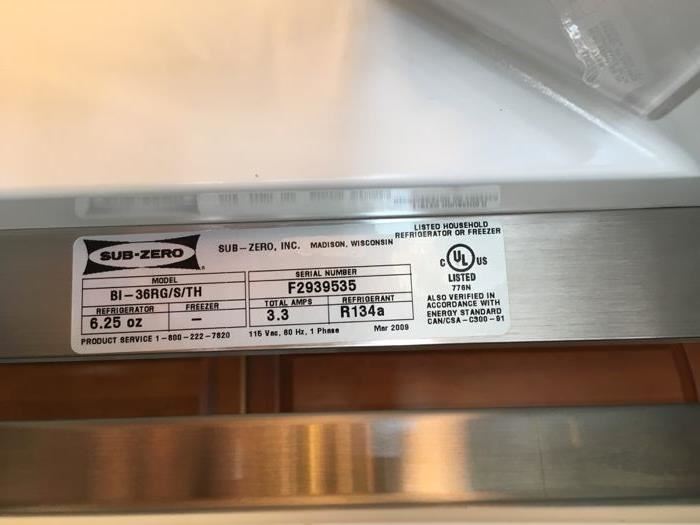 SUB-ZERO
SUB-ZERO, INC. MADISON, WISCONSIN
LISTED HOUSEHOLD
REFRIGERATOR OR FREEZER
MODEL
BI-36RG/S/TH
SERIAL NUMBER
F2939535
REFRIGERATOR
6.25 oz
FREEZER
—
TOTAL AMPS
3.3
REFRIGERANT
R134a
C UL US
LISTED
776N
ALSO VERIFIED IN
ACCORDANCE WITH
ENERGY STANDARD
CAN/CSA-C300-91
PRODUCT SERVICE 1-800-222-7820
115 Vac, 60 Hz, 1 Phase
Mar 2009